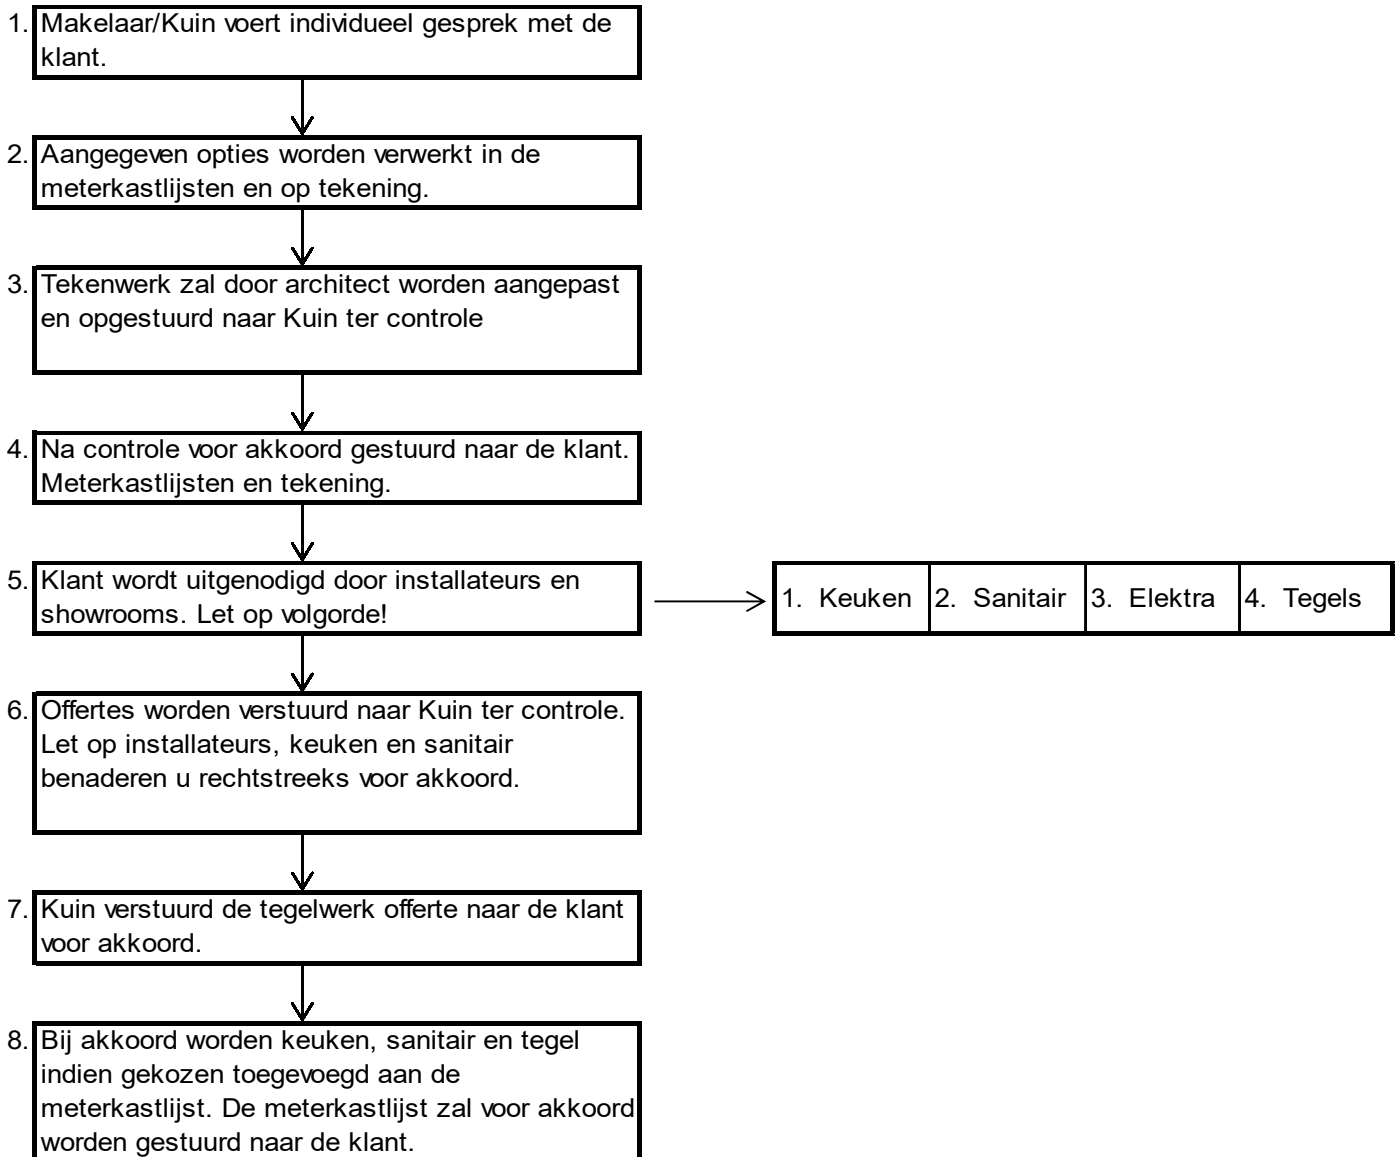 1. Makelaar/Kuin voert individueel gesprek met de
klant.
2. Aangegeven opties worden verwerkt in de
meterkastlijsten en op tekening.
3. Tekenwerk zal door architect worden aangepast
en opgestuurd naar Kuin ter controle
4. Na controle voor akkoord gestuurd naar de klant.
Meterkastlijsten en tekening.
5. Klant wordt uitgenodigd door installateurs en
showrooms. Let op volgorde!
1. Keuken 2. Sanitair 3. Elektra 4. Tegels
6. Offertes worden verstuurd naar Kuin ter controle.
Let op installateurs, keuken en sanitair
benaderen u rechtstreeks voor akkoord.
7. Kuin verstuurd de tegelwerk offerte naar de klant
voor akkoord.
8. Bij akkoord worden keuken, sanitair en tegel
indien gekozen toegevoegd aan de
meterkastlijst. De meterkastlijst zal voor akkoord
worden gestuurd naar de klant.